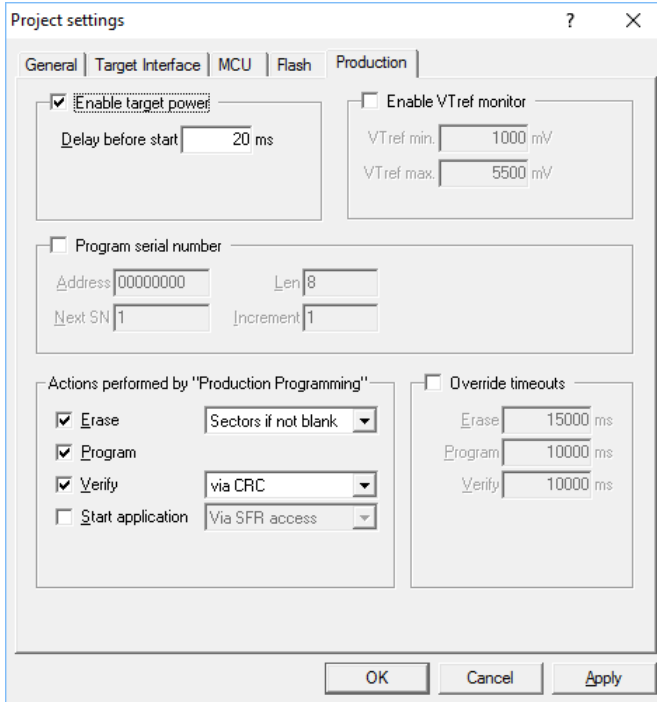 Project settings ? X
General Target Interface MCU Flash Production
Enable target power
Delay before start 20 ms
Enable VTref monitor
VTref min. 1000 mV
VTref max. 5500 mV
Program serial number
Address 00000000 Len 8
Next SN 1 Increment 1
Actions performed by "Production Programming"
Erase Sectors if not blank
Program
Verify via CRC
Start application Via SFR access
Override timeouts
Erase 15000 ms
Program 10000 ms
Verify 10000 ms
OK Cancel Apply